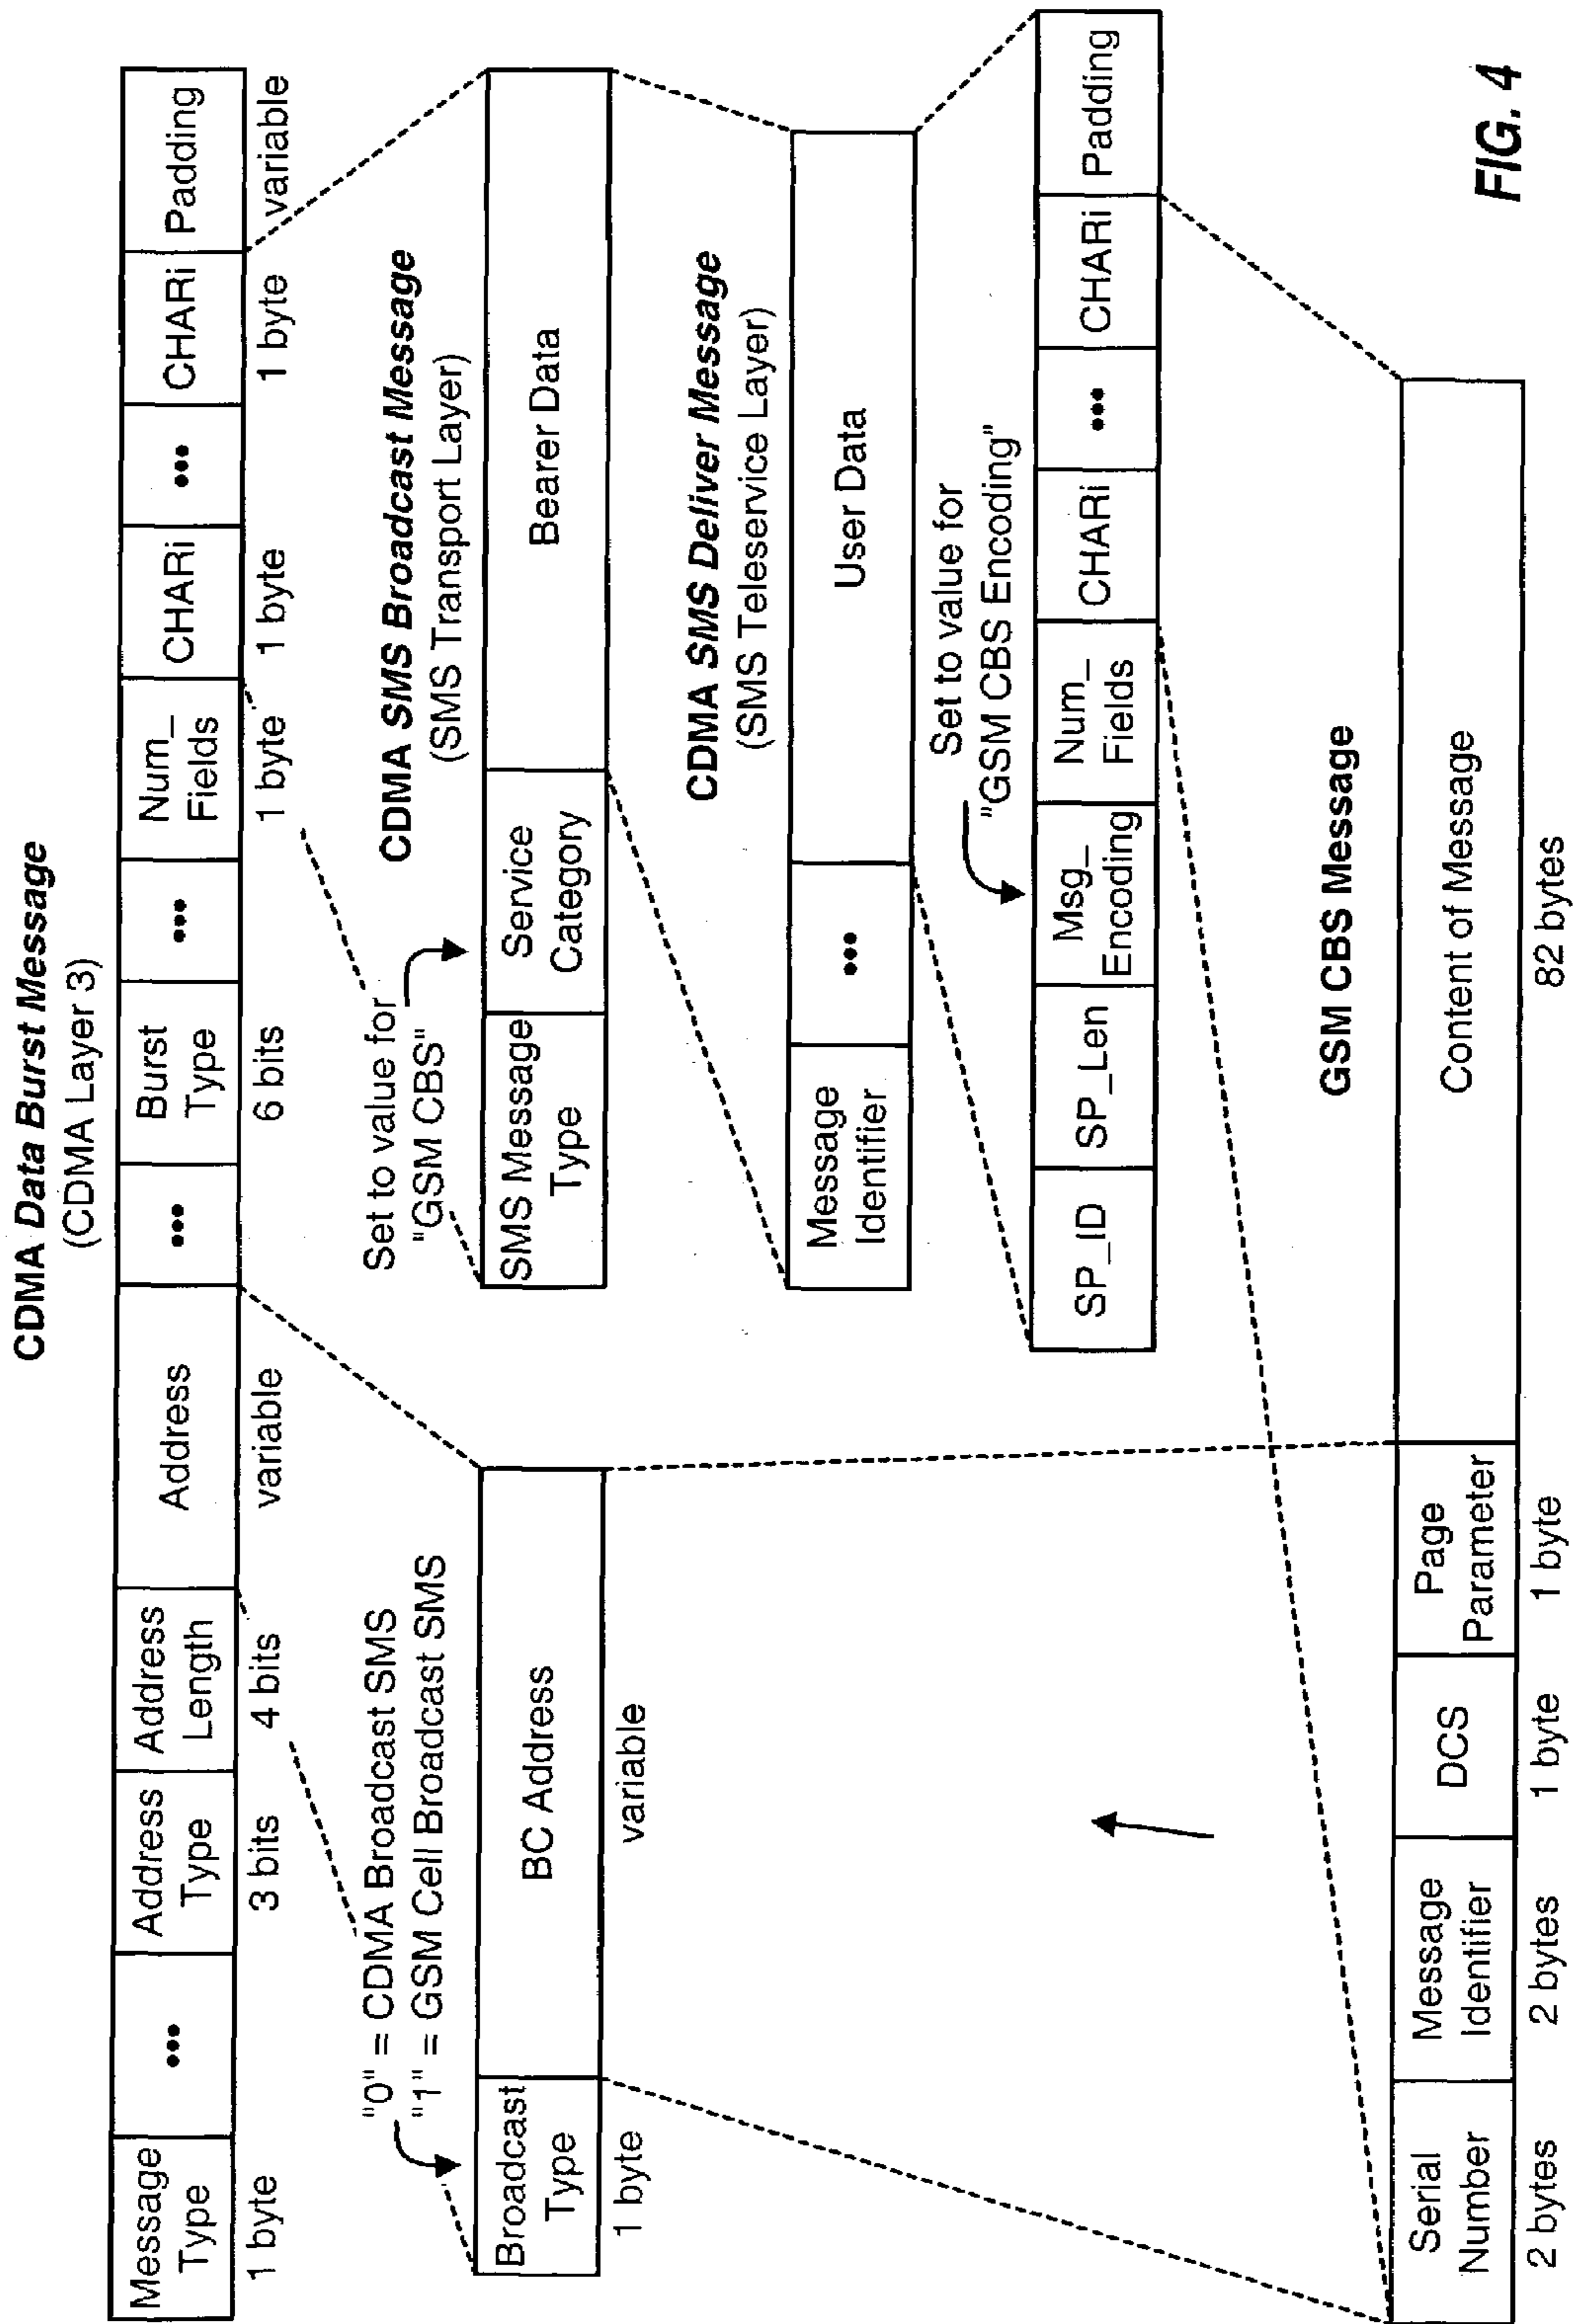 CDMA Data Burst Message
(CDMA Layer 3)
Message Type
•••
Address Type
Address Length
Address
•••
Burst Type
•••
Num_ Fields
CHARi
•••
CHARi
Padding
1 byte
3 bits
4 bits
variable
6 bits
1 byte
1 byte
1 byte
variable
"0" = CDMA Broadcast SMS
"1" = GSM Cell Broadcast SMS
Broadcast Type
BC Address
1 byte
variable
Set to value for
"GSM CBS"
CDMA SMS Broadcast Message
(SMS Transport Layer)
SMS Message Type
Service Category
Bearer Data
CDMA SMS Deliver Message
(SMS Teleservice Layer)
Message Identifier
•••
User Data
Set to value for
"GSM CBS Encoding"
SP_ID
SP_Len
Msg_ Encoding
Num_ Fields
CHARi
•••
CHARi
Padding
GSM CBS Message
Serial Number
Message Identifier
DCS
Page Parameter
Content of Message
2 bytes
2 bytes
1 byte
1 byte
82 bytes
FIG. 4